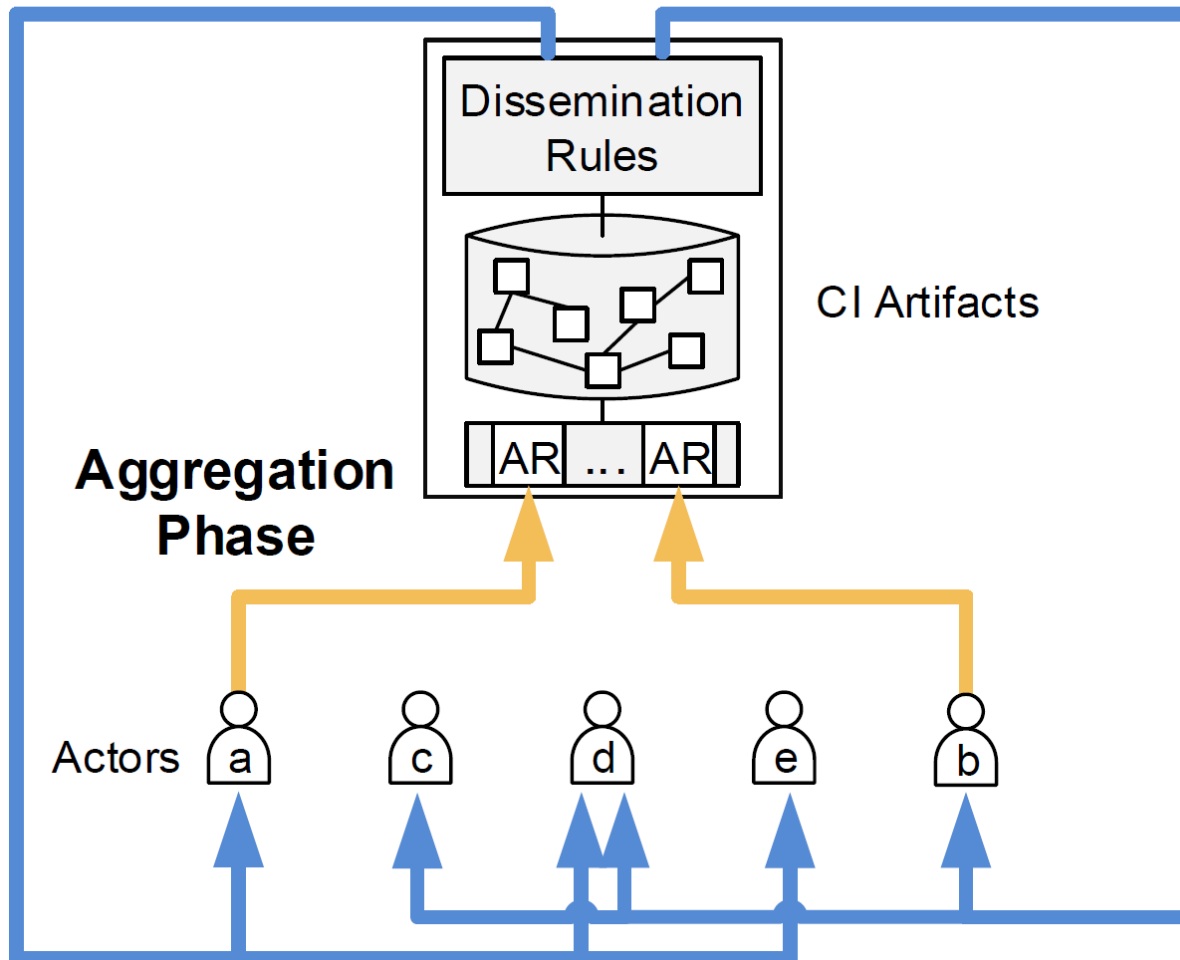 Dissemination
Rules
CI Artifacts
AR ... AR
Aggregation
Phase
Actors a c d e b